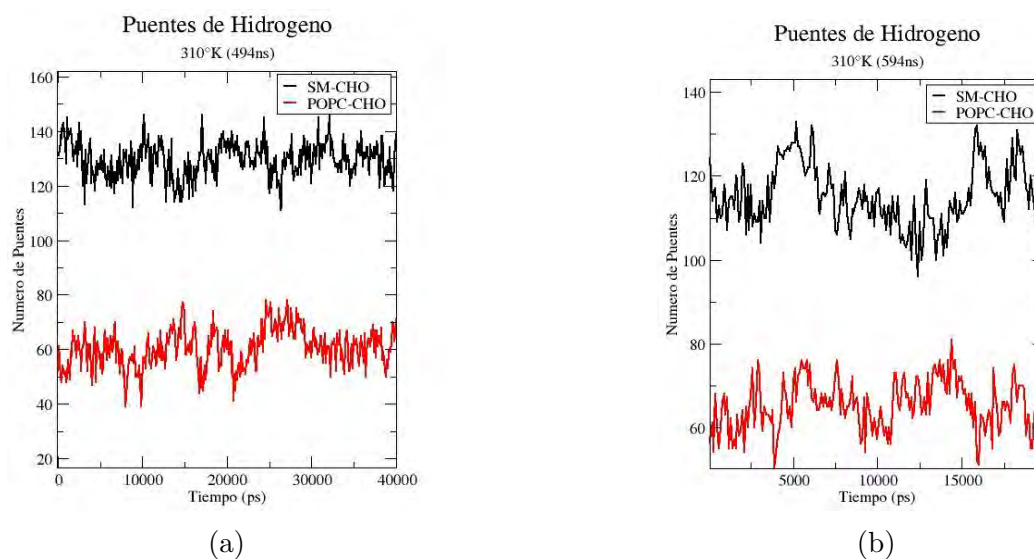 Puentes de Hidrogeno
310°K (494ns)
SM-CHO
POPC-CHO
Numero de Puentes
160
140
120
100
80
60
40
20
0
10000
20000
30000
40000
Tiempo (ps)
(a)
Puentes de Hidrogeno
310°K (594ns)
SM-CHO
POPC-CHO
Numero de Puentes
140
120
100
80
60
5000
10000
15000
Tiempo (ps)
(b)